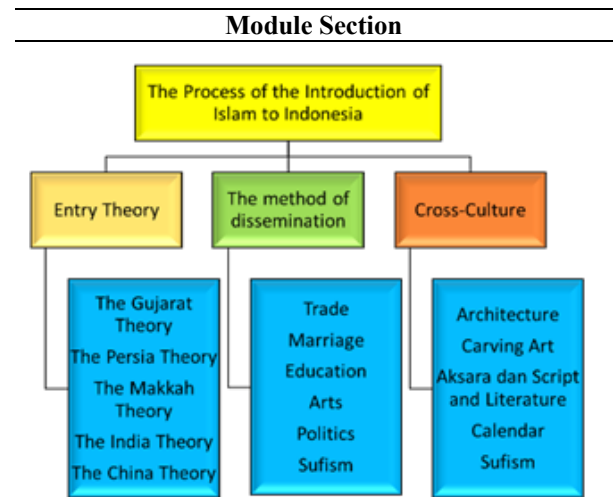 Module Section
The Process of the Introduction of
Islam to Indonesia
Entry Theory
The method of
dissemination
Cross-Culture
The Gujarat
Theory
The Persia Theory
The Makkah
Theory
The India Theory
The China Theory
Trade
Marriage
Education
Arts
Politics
Sufism
Architecture
Carving Art
Aksara dan Script
and Literature
Calendar
Sufism